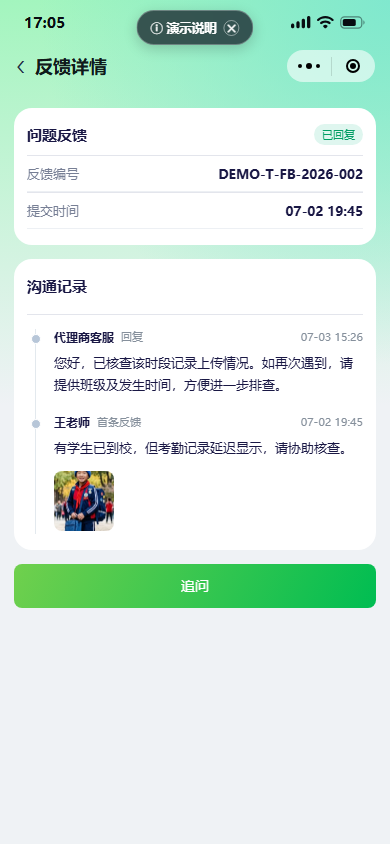 17:05
演示说明
反馈详情
问题反馈
已回复
反馈编号
DEMO-T-FB-2026-002
提交时间
07-02 19:45
沟通记录
代理商客服 回复 07-03 15:26
您好，已核查该时段记录上传情况。如再次遇到，请
提供班级及发生时间，方便进一步排查。
王老师 首条反馈 07-02 19:45
有学生已到校，但考勤记录延迟显示，请协助核查。
追问